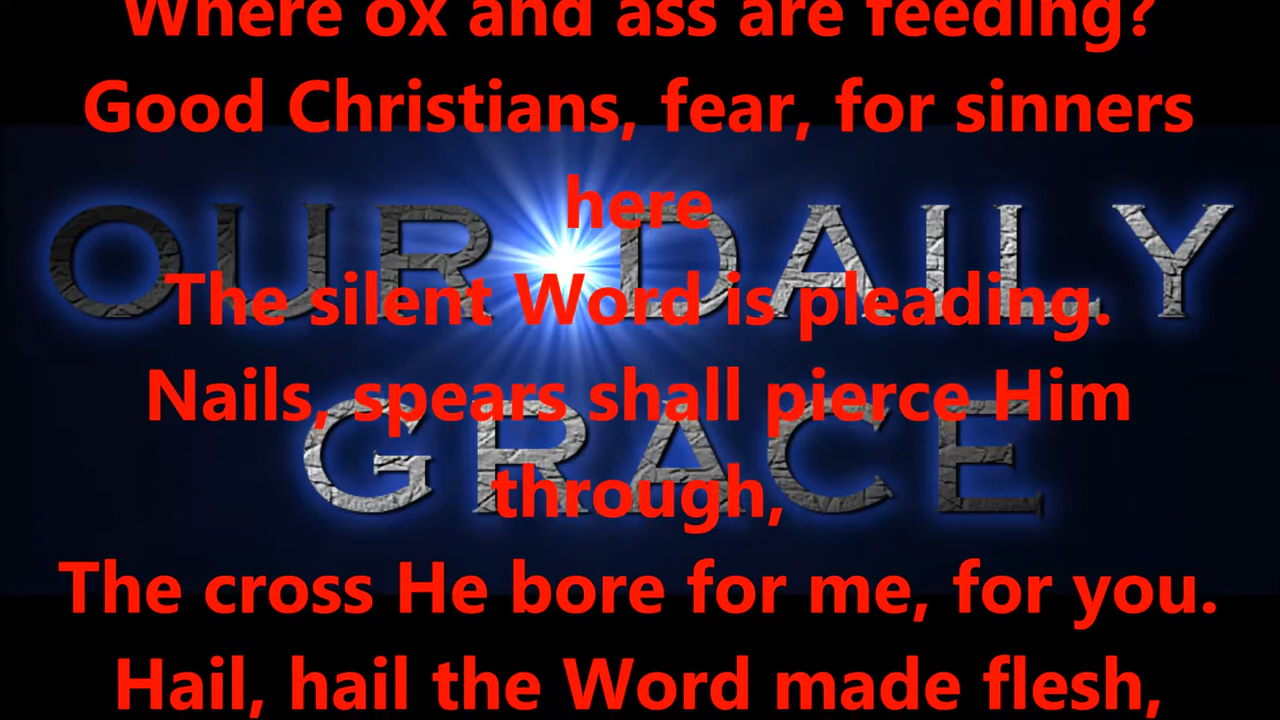 Where ox and ass are feeding?
Good Christians, fear, for sinners
here
OUR DAILY
The silent Word is pleading.
Nails, spears shall pierce Him
GRACE
through,
The cross He bore for me, for you.
Hail, hail the Word made flesh,